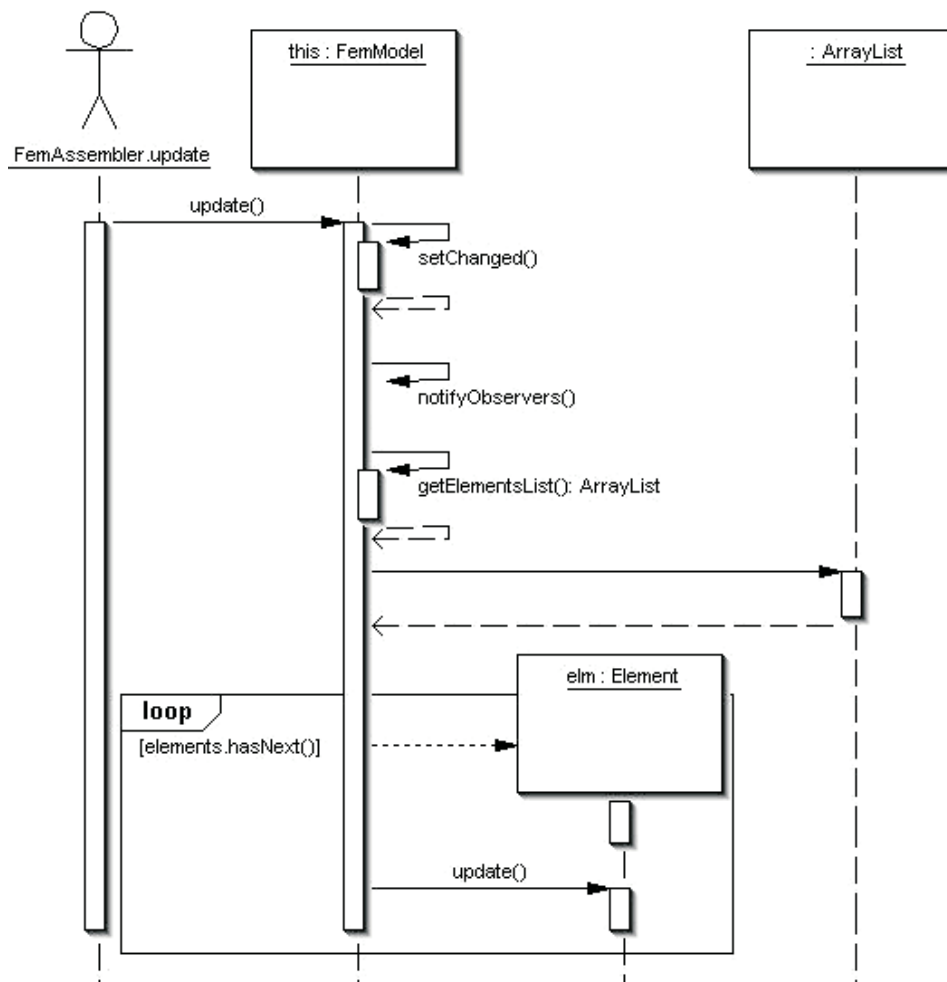 this : FemModel
: ArrayList
FemAssembler.update
update()
setChanged()
notifyObservers()
getElementsList(): ArrayList
elm : Element
loop
[elements.hasNext()]
update()